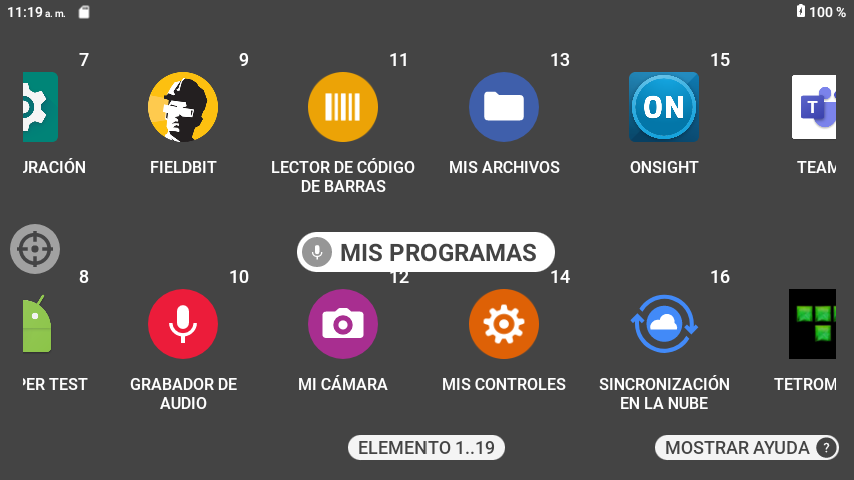 11:19 a. m.
100 %
7
9
11
13
15
ON
T
URACIÓN
FIELDBIT
LECTOR DE CÓDIGO
DE BARRAS
MIS ARCHIVOS
ONSIGHT
TEAM
MIS PROGRAMAS
8
10
12
14
16
PER TEST
GRABADOR DE
AUDIO
MI CÁMARA
MIS CONTROLES
SINCRONIZACIÓN
EN LA NUBE
TETROM
ELEMENTO 1..19
MOSTRAR AYUDA ?